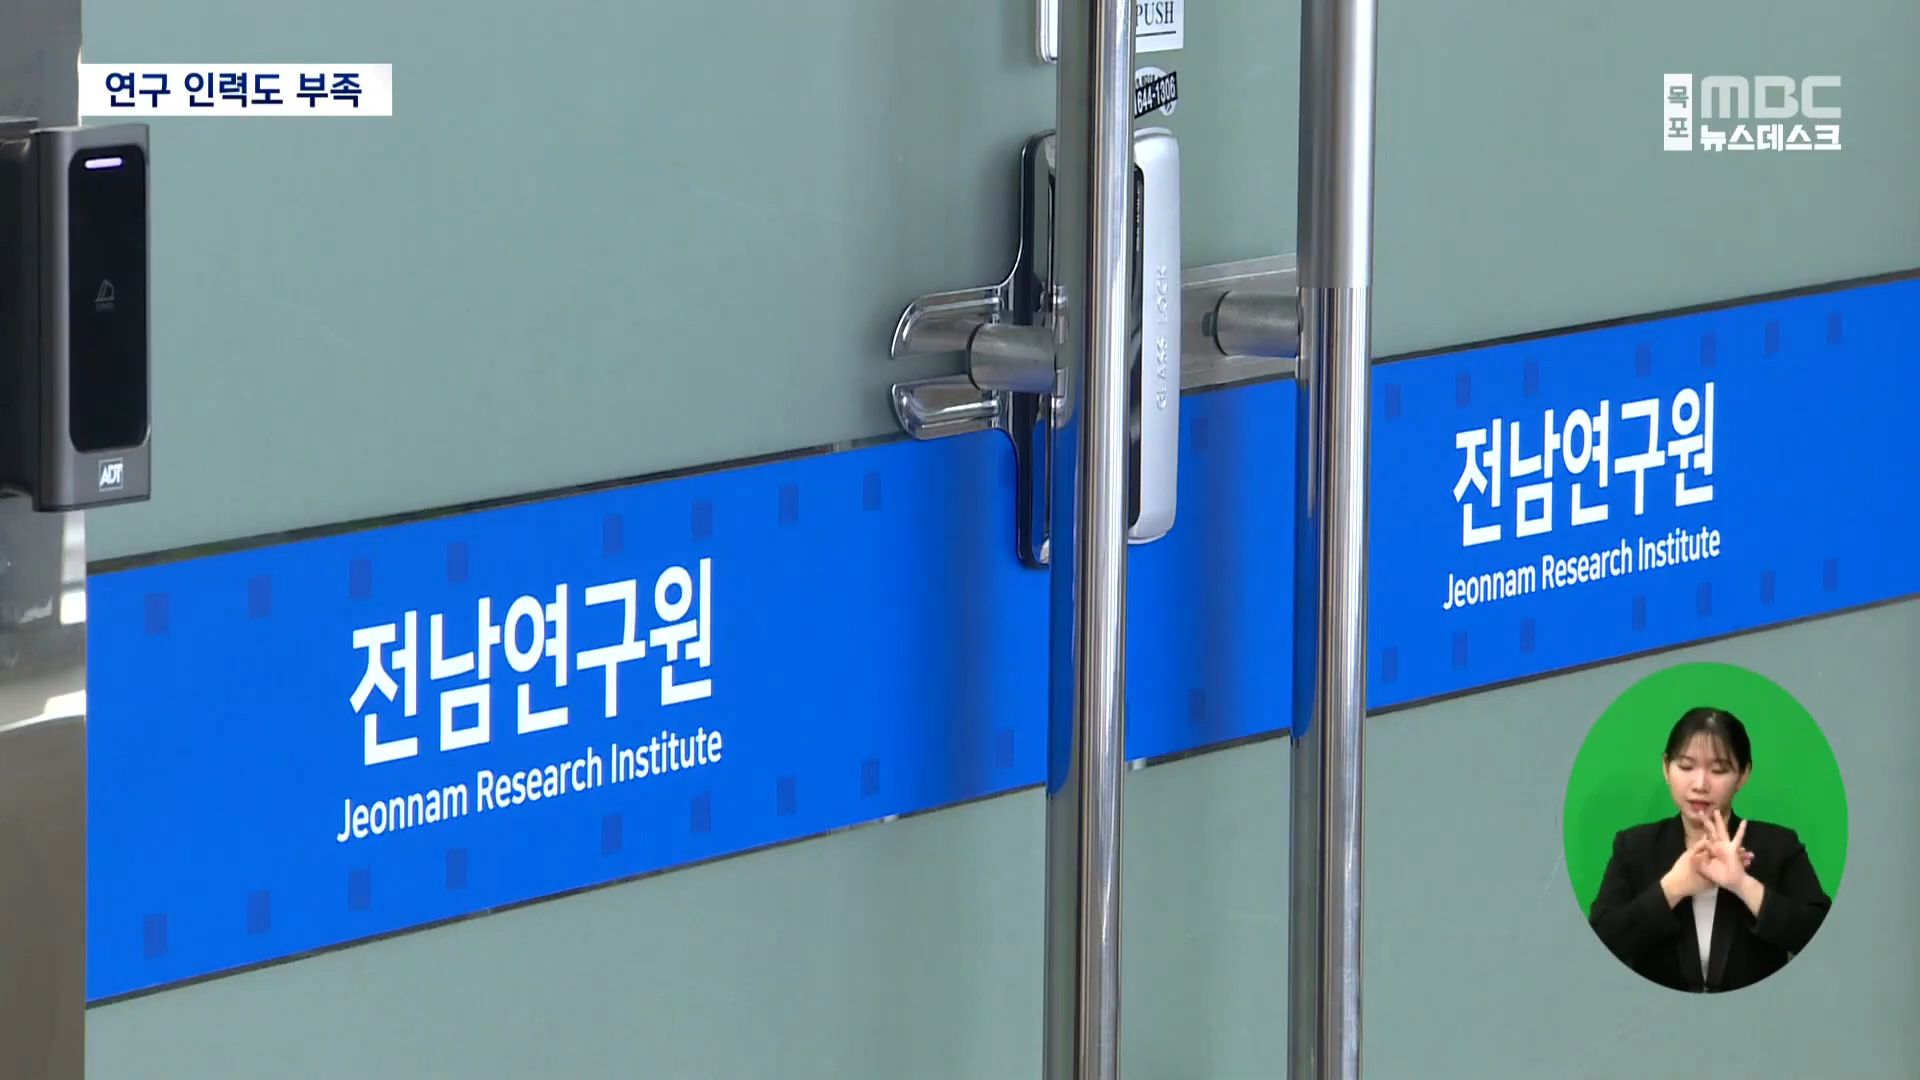 연구 인력도 부족
PUSH
644-1306
목포
MBC
뉴스데스크
GLASS LOCK
ADT
전남연구원
Jeonnam Research Institute
전남연구원
Jeonnam Research Institute